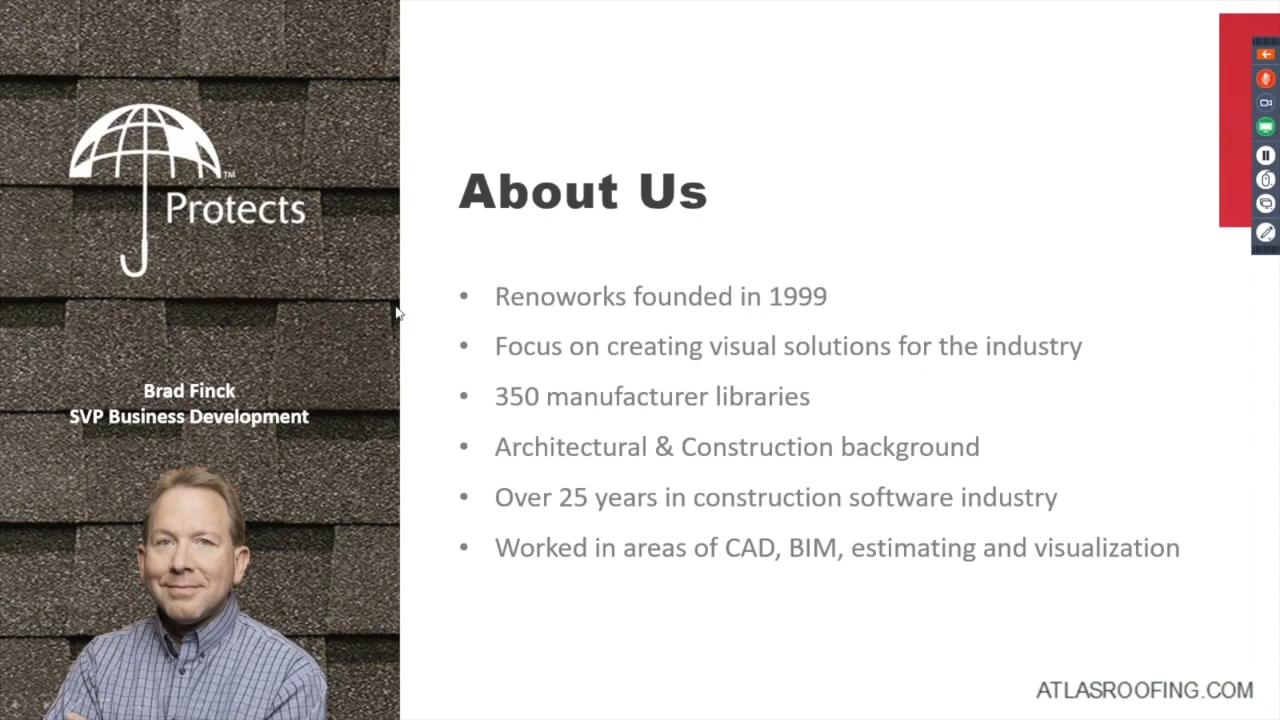 TM
Protects
Brad Finck
SVP Business Development
About Us
• Renoworks founded in 1999
• Focus on creating visual solutions for the industry
• 350 manufacturer libraries
• Architectural & Construction background
• Over 25 years in construction software industry
• Worked in areas of CAD, BIM, estimating and visualization
ATLASROOFING.COM